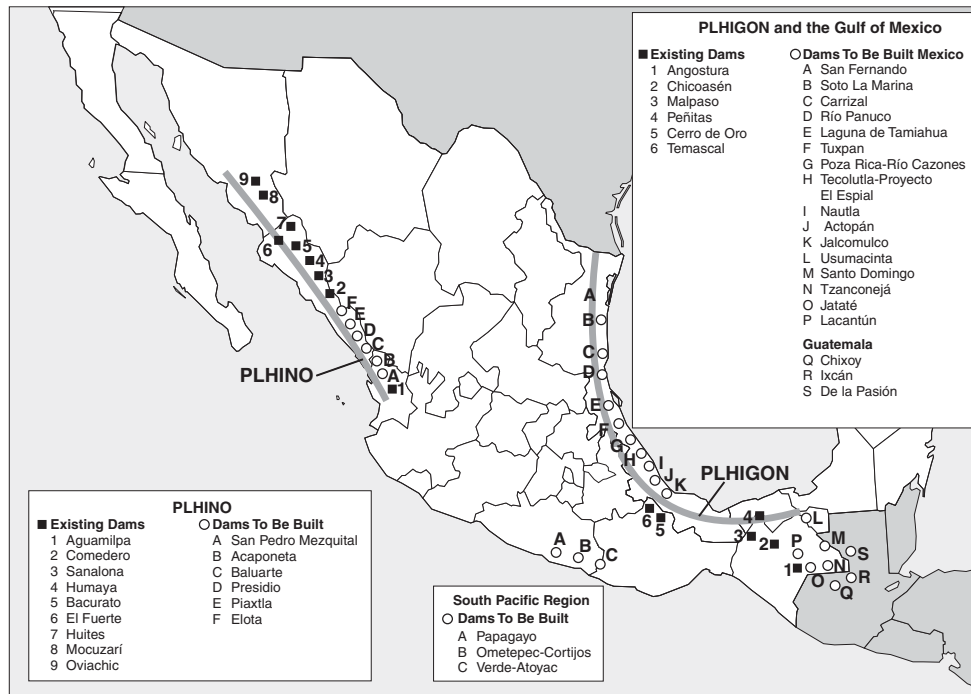 PLHIGON and the Gulf of Mexico
■ Existing Dams
1 Angostura
2 Chicoasén
3 Malpaso
4 Peñitas
5 Cerro de Oro
6 Temascal
○ Dams To Be Built Mexico
A San Fernando
B Soto La Marina
C Carrizal
D Río Panuco
E Laguna de Tamiahua
F Tuxpan
G Poza Rica-Río Cazones
H Tecolutla-Proyecto
El Espial
I Nautla
J Actopán
K Jalcomulco
L Usumacinta
M Santo Domingo
N Tzanconejá
O Jataté
P Lacantún
Guatemala
Q Chixoy
R Ixcán
S De la Pasión
9
8
7
6
5
4
3
2
F
E
D
C
B
A
1
PLHINO
A
B
C
D
E
F
G
H
I
J
K
PLHIGON
6
5
4
3
2
1
L
M
N
O
P
Q
R
S
A
B
C
PLHINO
■ Existing Dams
1 Aguamilpa
2 Comedero
3 Sanalona
4 Humaya
5 Bacurato
6 El Fuerte
7 Huites
8 Mocuzarí
9 Oviachic
○ Dams To Be Built
A San Pedro Mezquital
B Acaponeta
C Baluarte
D Presidio
E Piaxtla
F Elota
South Pacific Region
○ Dams To Be Built
A Papagayo
B Ometepec-Cortijos
C Verde-Atoyac